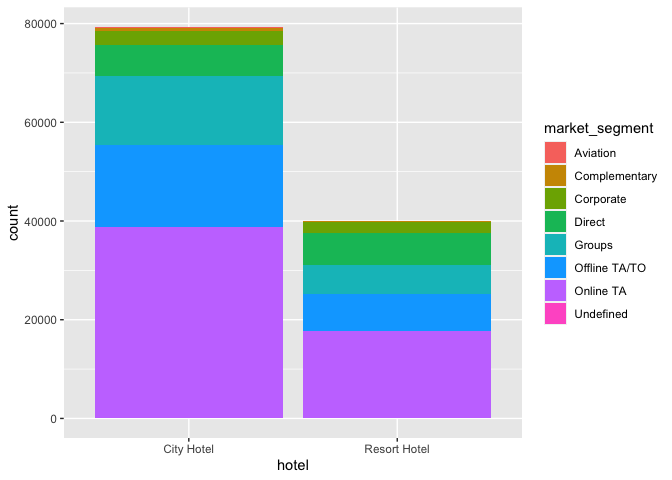 80000
60000
40000
20000
0
count
City Hotel
Resort Hotel
hotel
market_segment
Aviation
Complementary
Corporate
Direct
Groups
Offline TA/TO
Online TA
Undefined